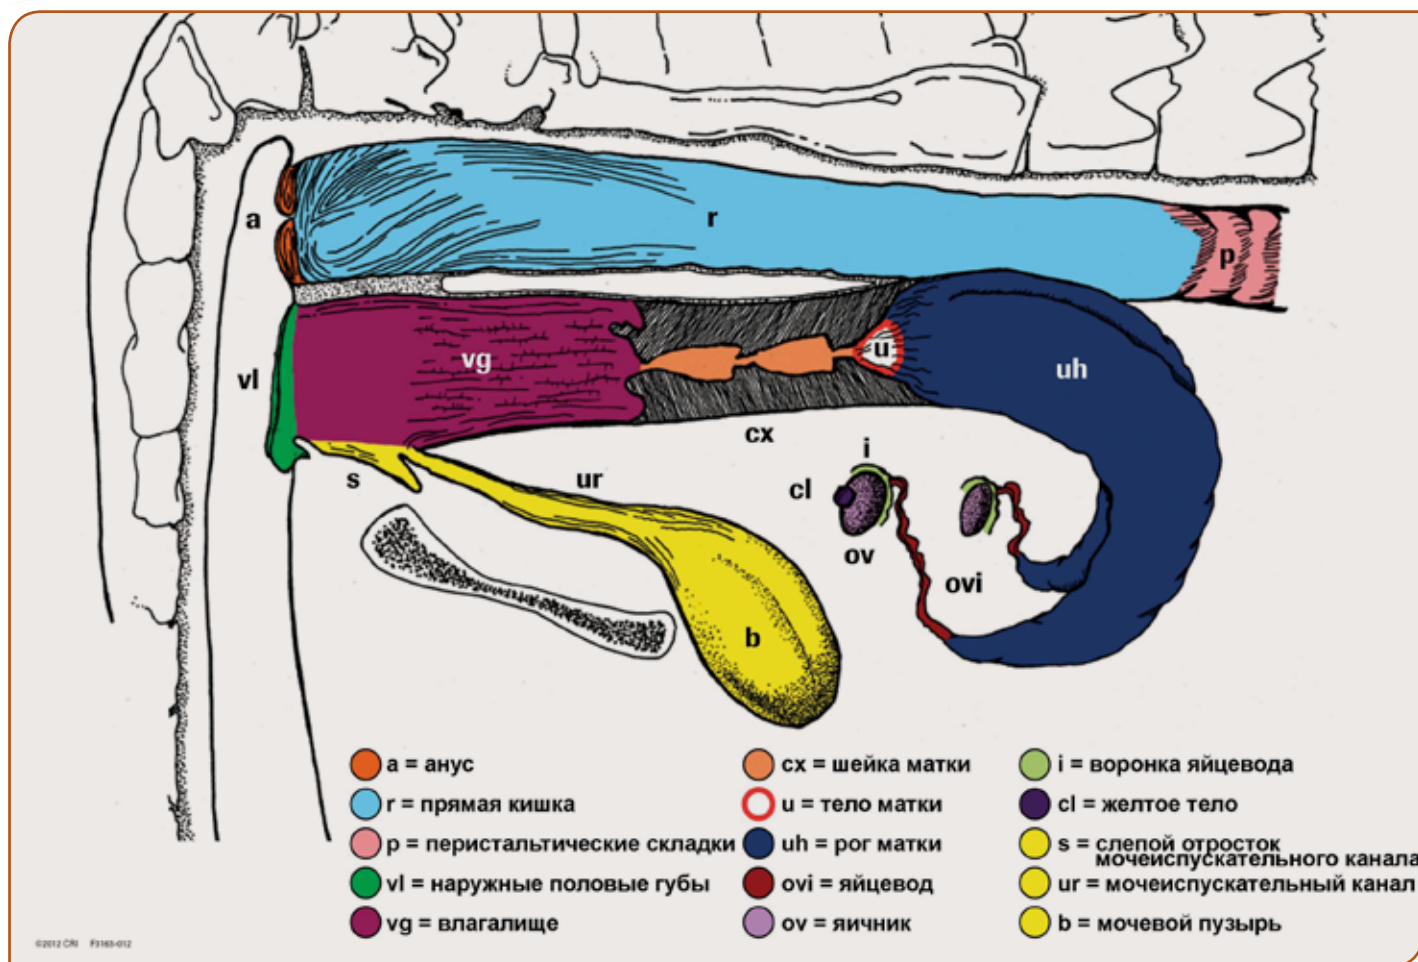 a
r
p
vl
vg
u
uh
cx
s
ur
cl
i
ov
ovi
b
a = анус
r = прямая кишка
p = перистальтические складки
vl = наружные половые губы
vg = влагалище
cx = шейка матки
u = тело матки
uh = рог матки
ovi = яйцевод
ov = яичник
i = воронка яйцевода
cl = желтое тело
s = слепой отросток
мочеиспускательного канала
ur = мочеиспускательный канал
b = мочевой пузырь
©2012 CRI F3163-012